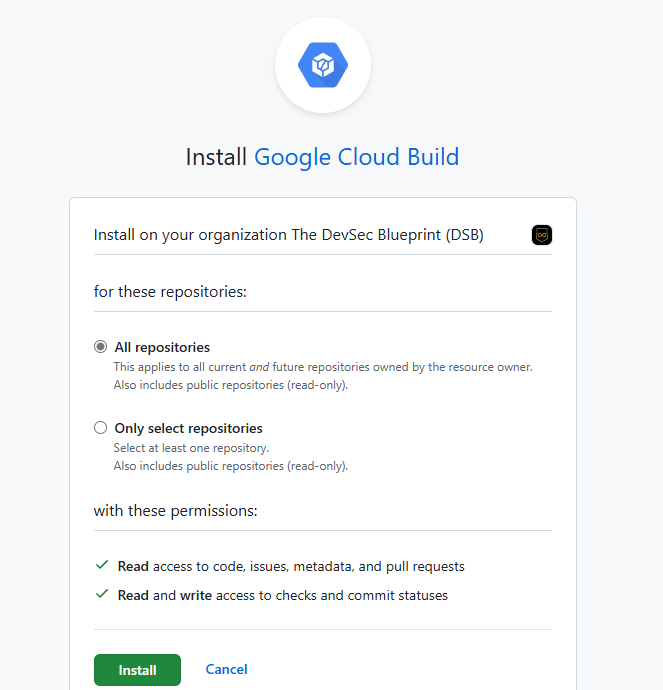 Install Google Cloud Build
Install on your organization The DevSec Blueprint (DSB)
for these repositories:
All repositories
This applies to all current and future repositories owned by the resource owner.
Also includes public repositories (read-only).
Only select repositories
Select at least one repository.
Also includes public repositories (read-only).
with these permissions:
Read access to code, issues, metadata, and pull requests
Read and write access to checks and commit statuses
Install Cancel